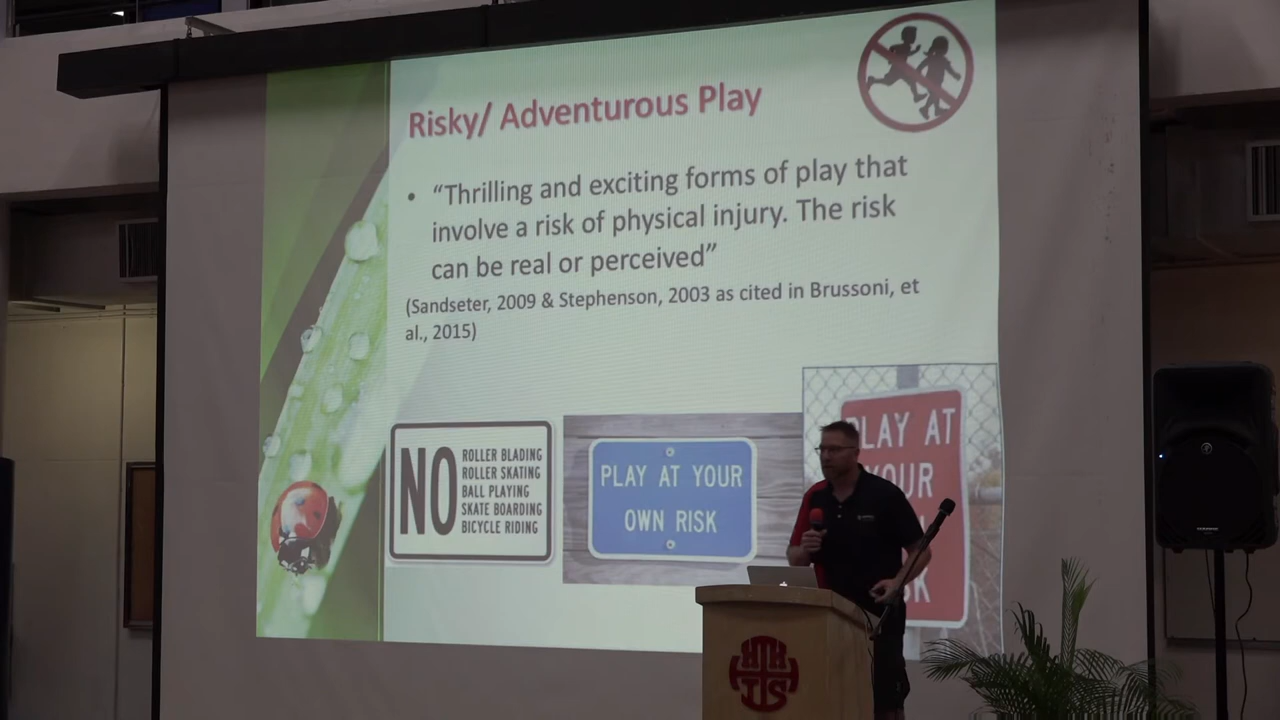 Risky/ Adventurous Play
• “Thrilling and exciting forms of play that
involve a risk of physical injury. The risk
can be real or perceived”
(Sandseter, 2009 & Stephenson, 2003 as cited in Brussoni, et
al., 2015)
NO
ROLLER BLADING
ROLLER SKATING
BALL PLAYING
SKATE BOARDING
BICYCLE RIDING
PLAY AT YOUR
OWN RISK
PLAY AT
YOUR